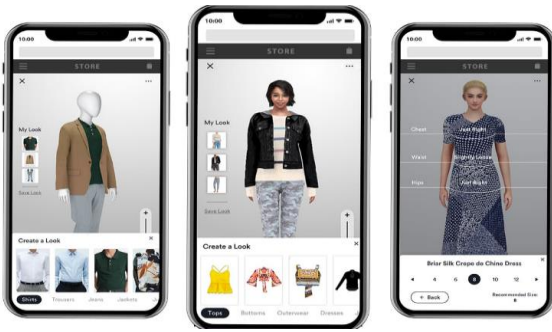 10:00
STORE
My Look
Save Look
Create a Look
Shirts
Trousers
Jeans
Jackets
10:00
STORE
My Look
Save Look
Create a Look
Tops
Bottoms
Outerwear
Dresses
10:00
STORE
Chest
Just Right
Waist
Slightly Loose
Hips
Just Right
Briar Silk Crepe de Chine Dress
4 6 8 10 12
+ Back
Recommended Size:
8